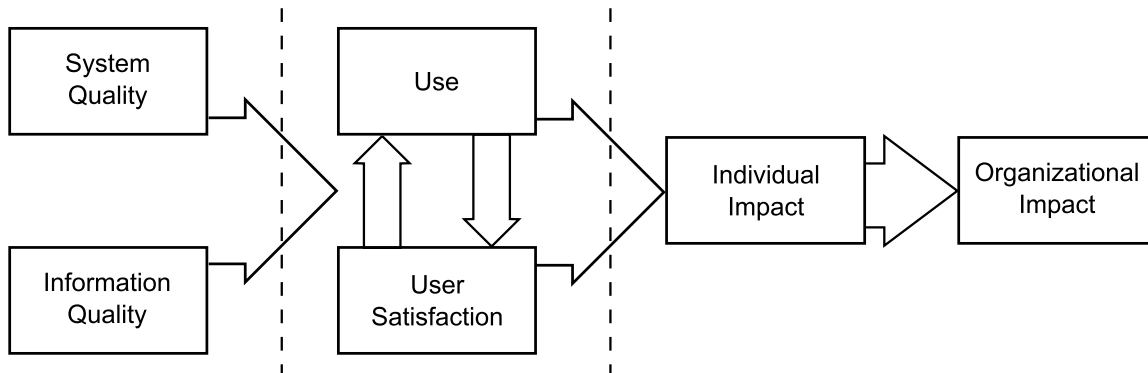 System
Quality
Information
Quality
Use
User
Satisfaction
Individual
Impact
Organizational
Impact